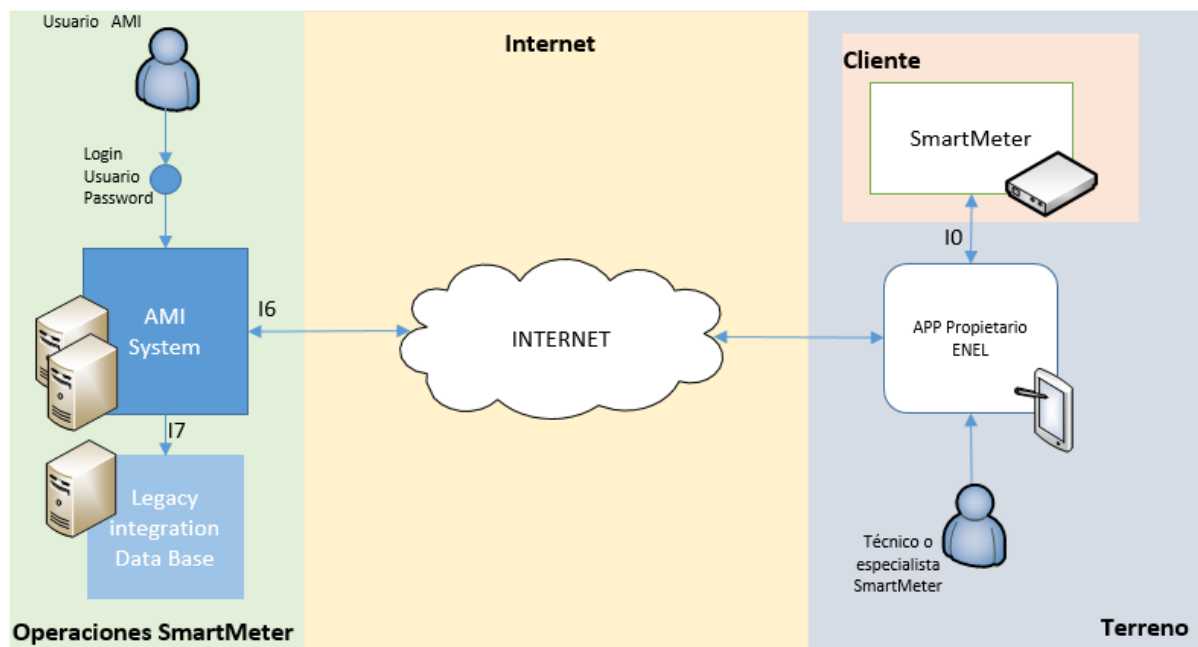 Usuario AMI
Login
Usuario
Password
AMI
System
I6
I7
Legacy
integration
Data Base
Operaciones SmartMeter
Internet
INTERNET
Cliente
SmartMeter
I0
APP Propietario
ENEL
Técnico o
especialista
SmartMeter
Terreno